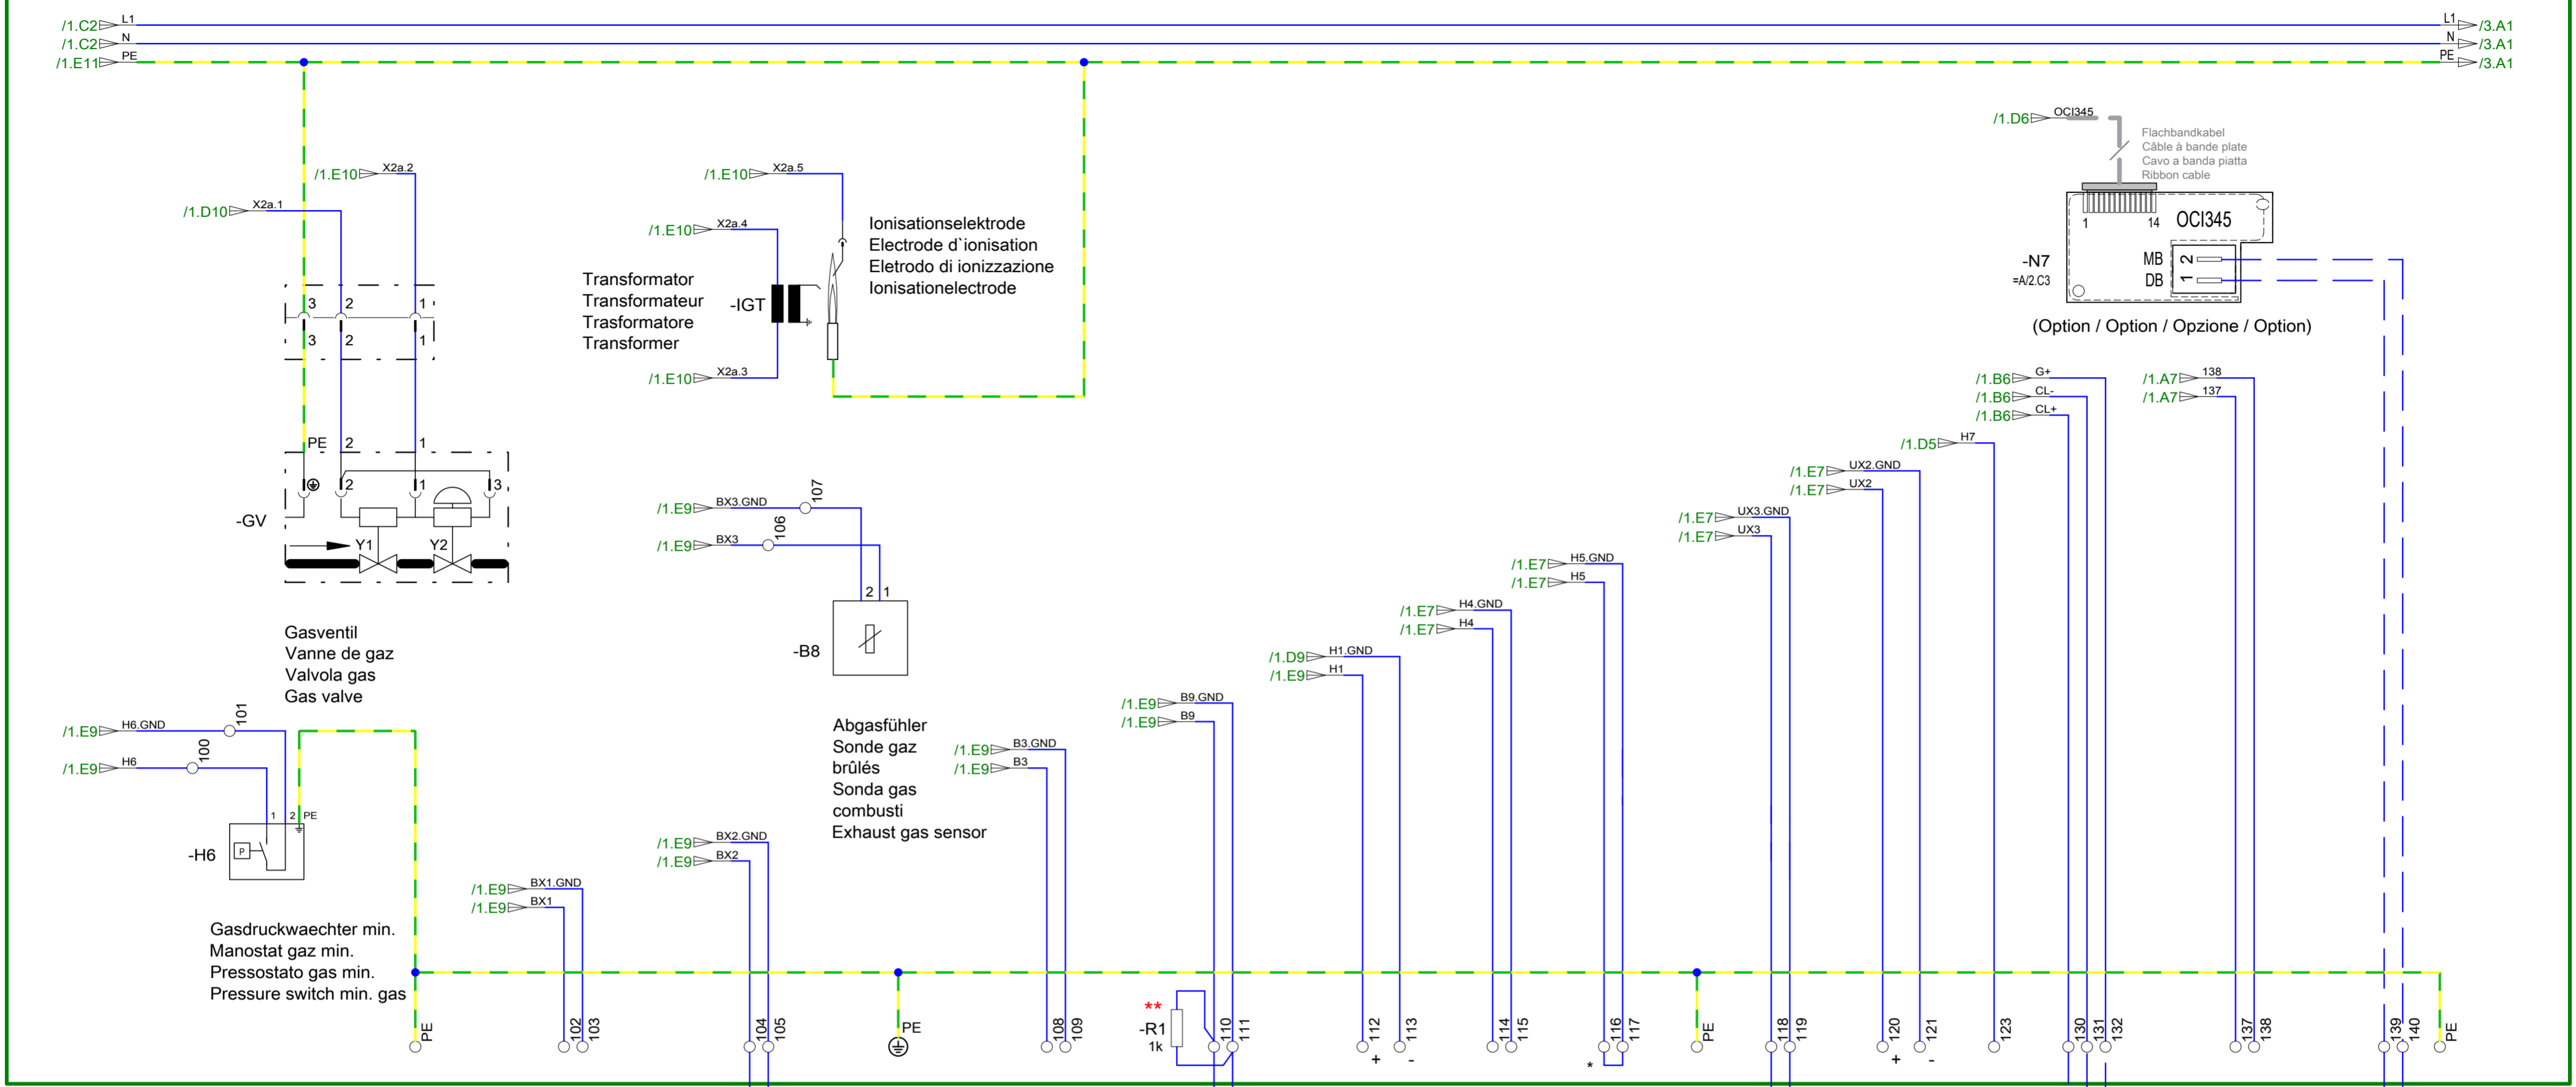 /1.C2 L1 L1 /3.A1
/1.C2 N N /3.A1
/1.E11 PE PE /3.A1
/1.E10 X2a.2
/1.D10 X2a.1
3 2 1
3 2 1
PE 2 1
2 1 3
-GV
Y1 Y2
Gasventil
Vanne de gaz
Valvola gas
Gas valve
/1.E9 H6.GND 101
/1.E9 H6 100
1 2 PE
P
-H6
Gasdruckwaechter min.
Manostat gaz min.
Pressostato gas min.
Pressure switch min. gas
PE
/1.E10 X2a.5
/1.E10 X2a.4
Transformator
Transformateur
Trasformatore
Transformer
-IGT
/1.E10 X2a.3
Ionisationselektrode
Electrode d`ionisation
Eletrodo di ionizzazione
Ionisationelectrode
/1.E9 BX3.GND 107
/1.E9 BX3 106
2 1
-B8
Abgasfühler
Sonde gaz
brûlés
Sonda gas
combusti
Exhaust gas sensor
/1.E9 BX1.GND
/1.E9 BX1
102 103
/1.E9 BX2.GND
/1.E9 BX2
104 105
PE
/1.E9 B3.GND
/1.E9 B3
108 109
/1.E9 B9.GND
/1.E9 B9
**
-R1
1k
110 111
/1.D9 H1.GND
/1.E9 H1
112 113
+ -
/1.E7 H4.GND
/1.E7 H4
114 115
/1.E7 H5.GND
/1.E7 H5
116 117
*
PE
/1.E7 UX3.GND
/1.E7 UX3
118 119
/1.E7 UX2.GND
/1.E7 UX2
120 121
+ -
/1.D5 H7
123
/1.B6 G+
/1.B6 CL-
/1.B6 CL+
130 131 132
/1.A7 138
/1.A7 137
137 138
/1.D6 OCI345
Flachbandkabel
Câble à bande plate
Cavo a banda piatta
Ribbon cable
1 14 OCI345
-N7
=A/2.C3
MB 2
DB 1
(Option / Option / Opzione / Option)
139 140
PE